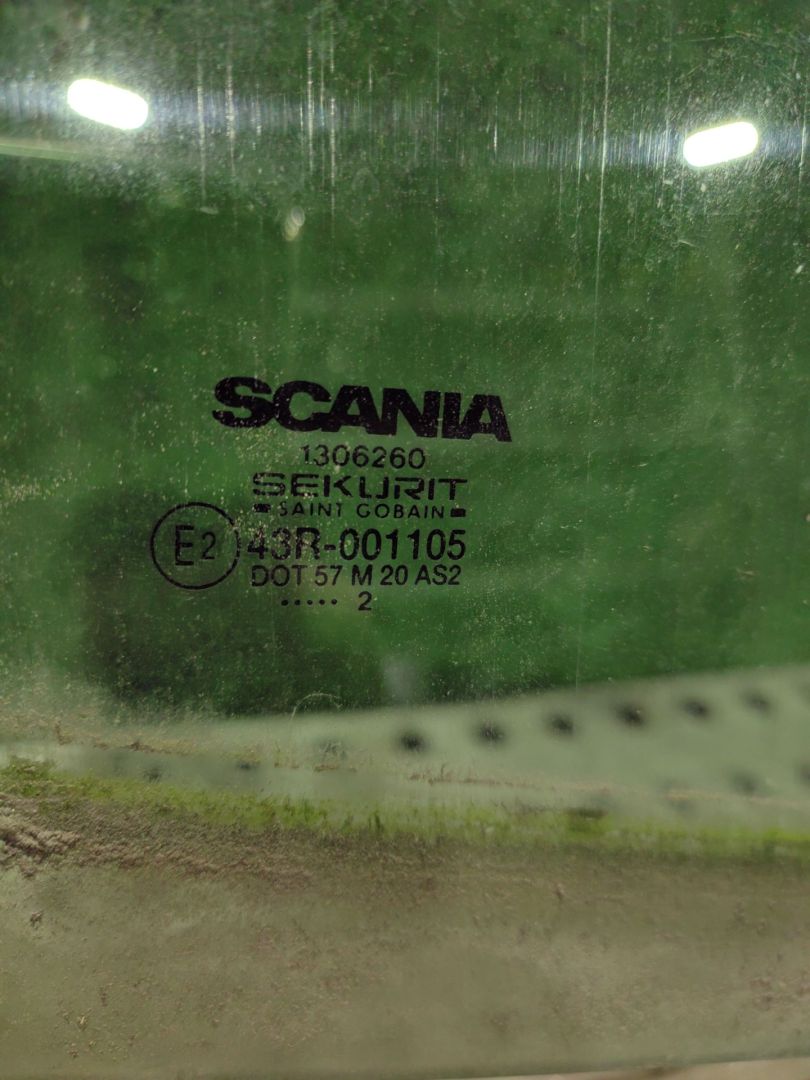 SCANIA
1306260
SEKURIT
SAINT GOBAIN
E2 43R-001105
DOT 57 M 20 AS2
..... 2